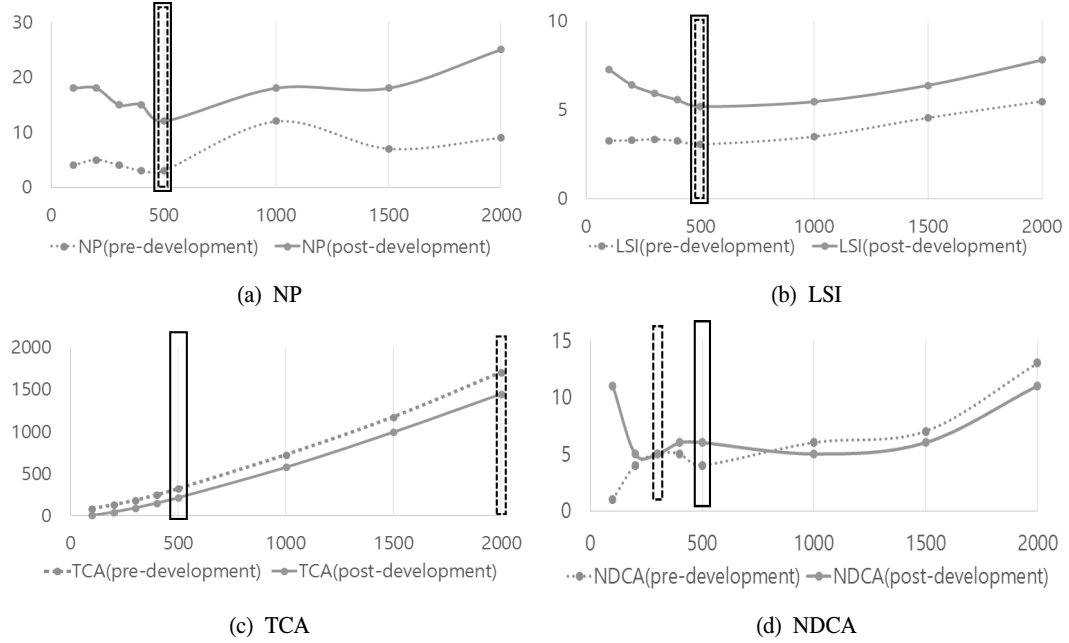 30
20
10
0
0 500 1000 1500 2000
NP(pre-development) NP(post-development)
(a) NP
10
5
0
0 500 1000 1500 2000
LSI(pre-development) LSI(post-development)
(b) LSI
2000
1500
1000
500
0
0 500 1000 1500 2000
TCA(pre-development) TCA(post-development)
(c) TCA
15
10
5
0
0 500 1000 1500 2000
NDCA(pre-development) NDCA(post-development)
(d) NDCA